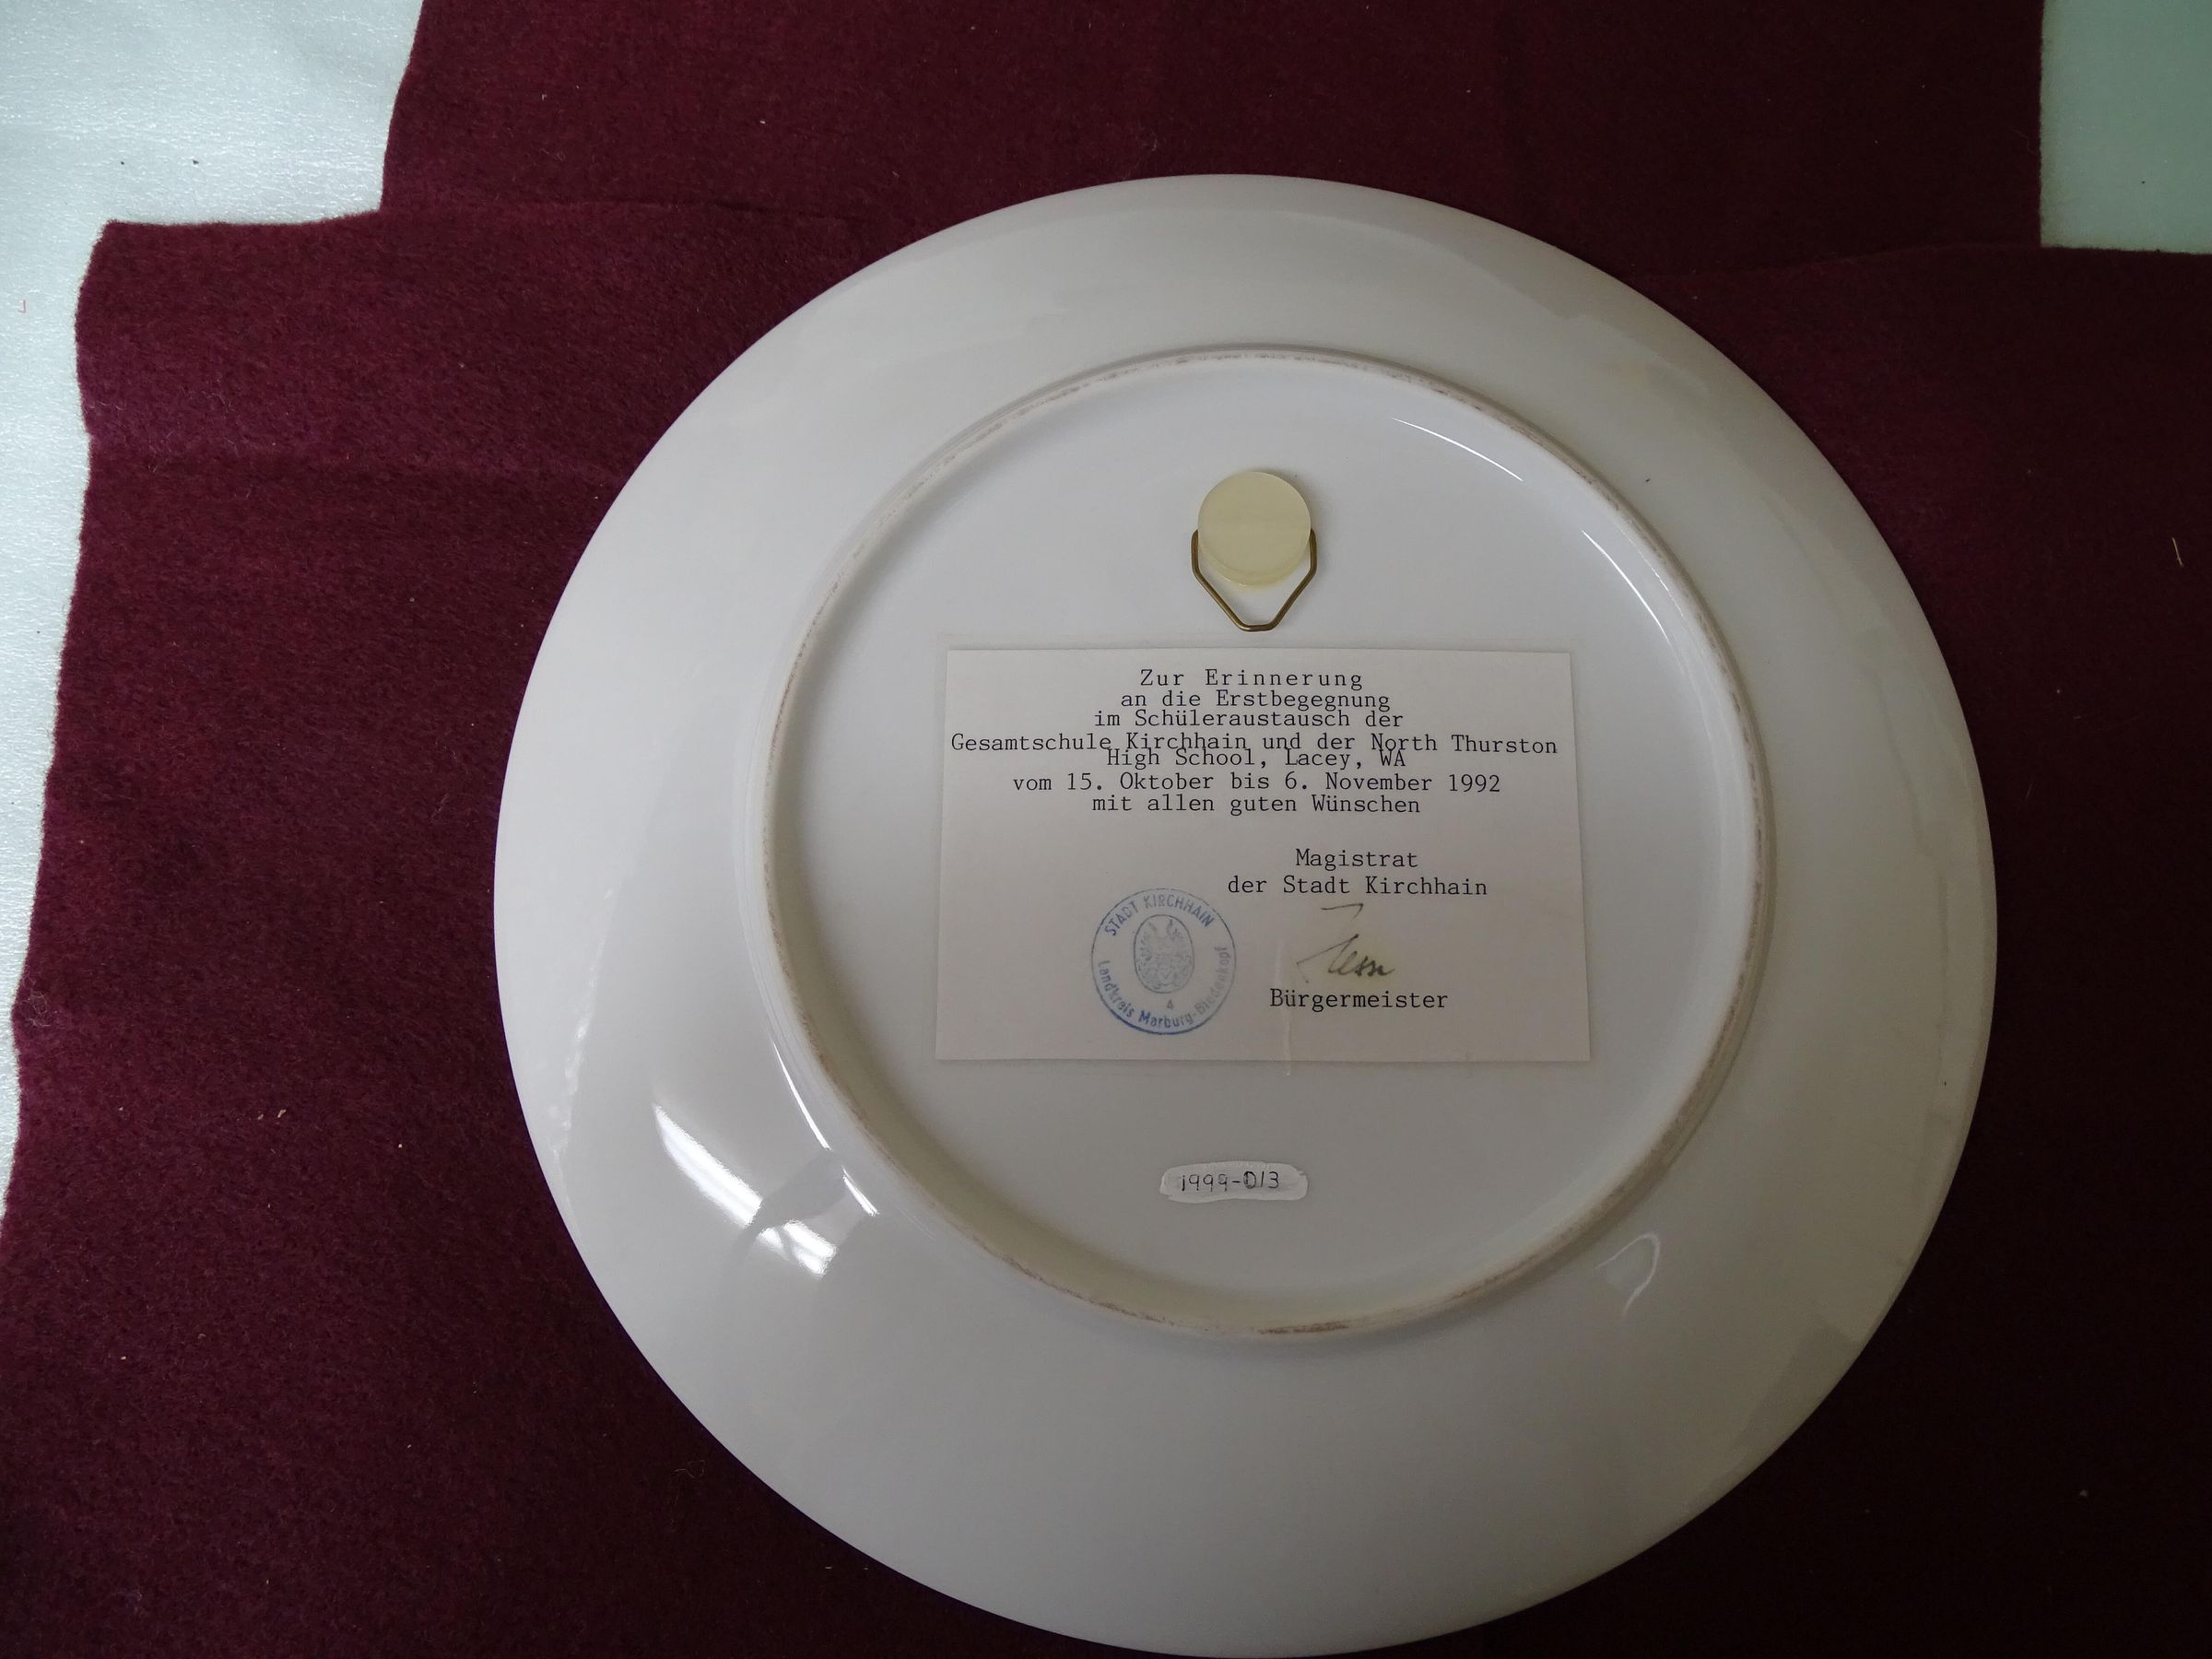 Zur Erinnerung
an die Erstbegegnung
im Schüleraustausch der
Gesamtschule Kirchhain und der North Thurston
High School, Lacey, WA
vom 15. Oktober bis 6. November 1992
mit allen guten Wünschen
Magistrat
der Stadt Kirchhain
STADT KIRCHHAIN
4
Landkreis Marburg-Biedenkopf
Bürgermeister
1999-013